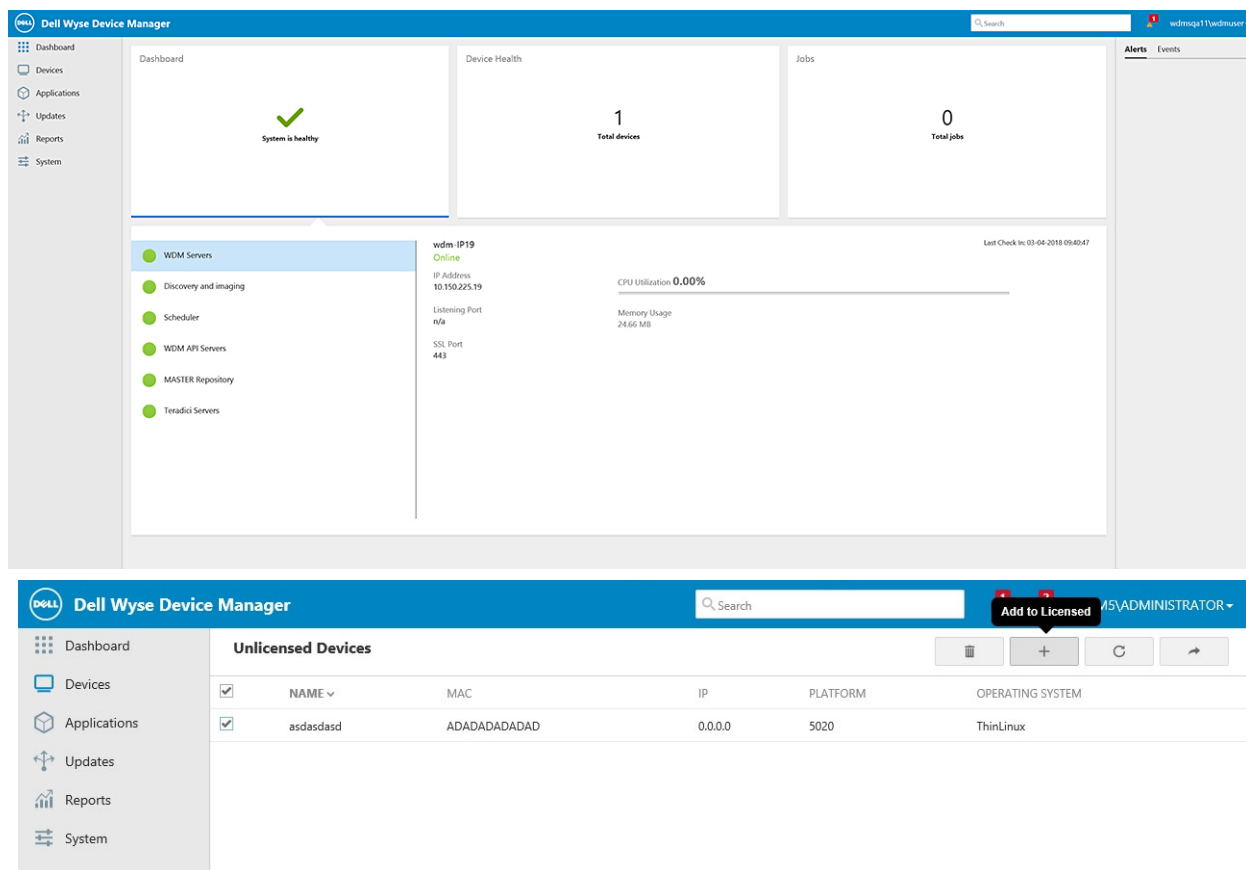 DELL Dell Wyse Device Manager Search 1 wdmsqa11\wdmuser
Dashboard
Devices
Applications
Updates
Reports
System
Dashboard
System is healthy
Device Health
1
Total devices
Jobs
0
Total jobs
Alerts Events
WDM Servers
Discovery and imaging
Scheduler
WDM API Servers
MASTER Repository
Teradici Servers
wdm-IP19
Online
IP Address
10.150.225.19
Listening Port
n/a
SSL Port
443
CPU Utilization 0.00%
Memory Usage
24.66 MB
Last Check In: 03-04-2018 09:40:47
DELL Dell Wyse Device Manager Search M5\ADMINISTRATOR
Add to Licensed
Dashboard
Devices
Applications
Updates
Reports
System
Unlicensed Devices
NAME MAC IP PLATFORM OPERATING SYSTEM
asdasdasd ADADADADADAD 0.0.0.0 5020 ThinLinux